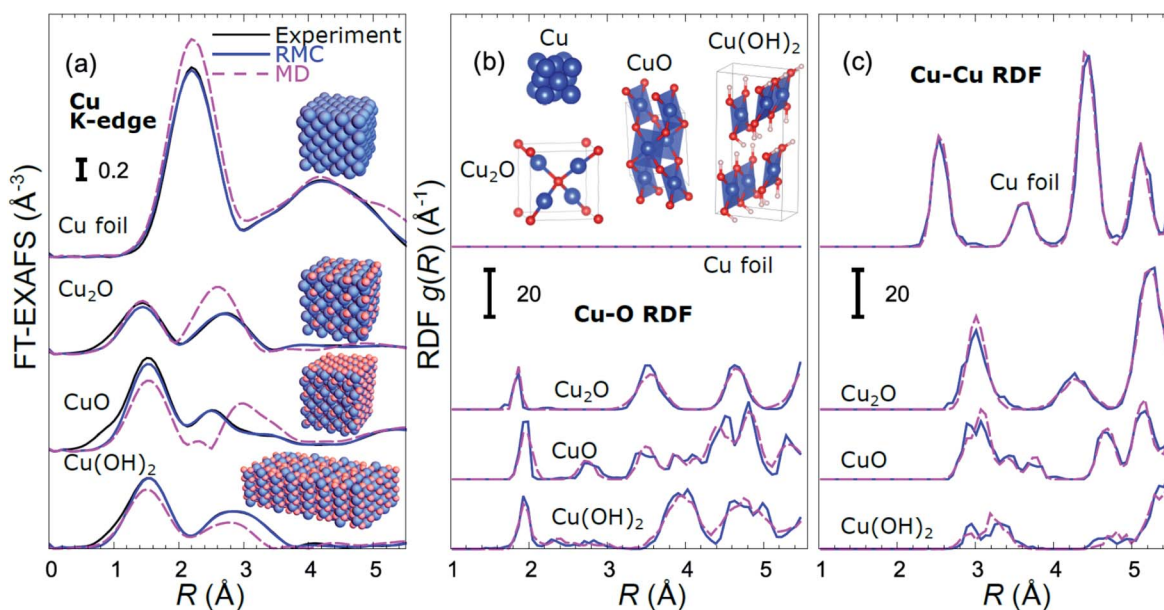 (a)
Experiment
RMC
MD
Cu
K-edge
0.2
Cu foil
Cu₂O
CuO
Cu(OH)₂
FT-EXAFS (Å⁻³)
0 1 2 3 4 5
R (Å)
(b)
Cu
CuO
Cu(OH)₂
Cu₂O
Cu foil
20
Cu-O RDF
Cu₂O
CuO
Cu(OH)₂
RDF g(R) (Å⁻¹)
1 2 3 4 5
R (Å)
(c)
Cu-Cu RDF
Cu foil
20
Cu₂O
CuO
Cu(OH)₂
1 2 3 4 5
R (Å)